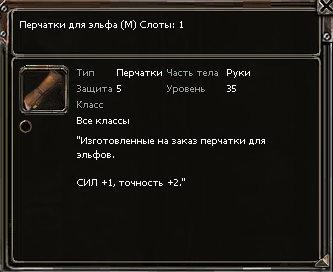 Перчатки для эльфа (М) Слоты: 1
Тип Перчатки Часть тела Руки
Защита 5 Уровень 35
Класс
Все классы
"Изготовленные на заказ перчатки для
эльфов.
СИЛ +1, точность +2."